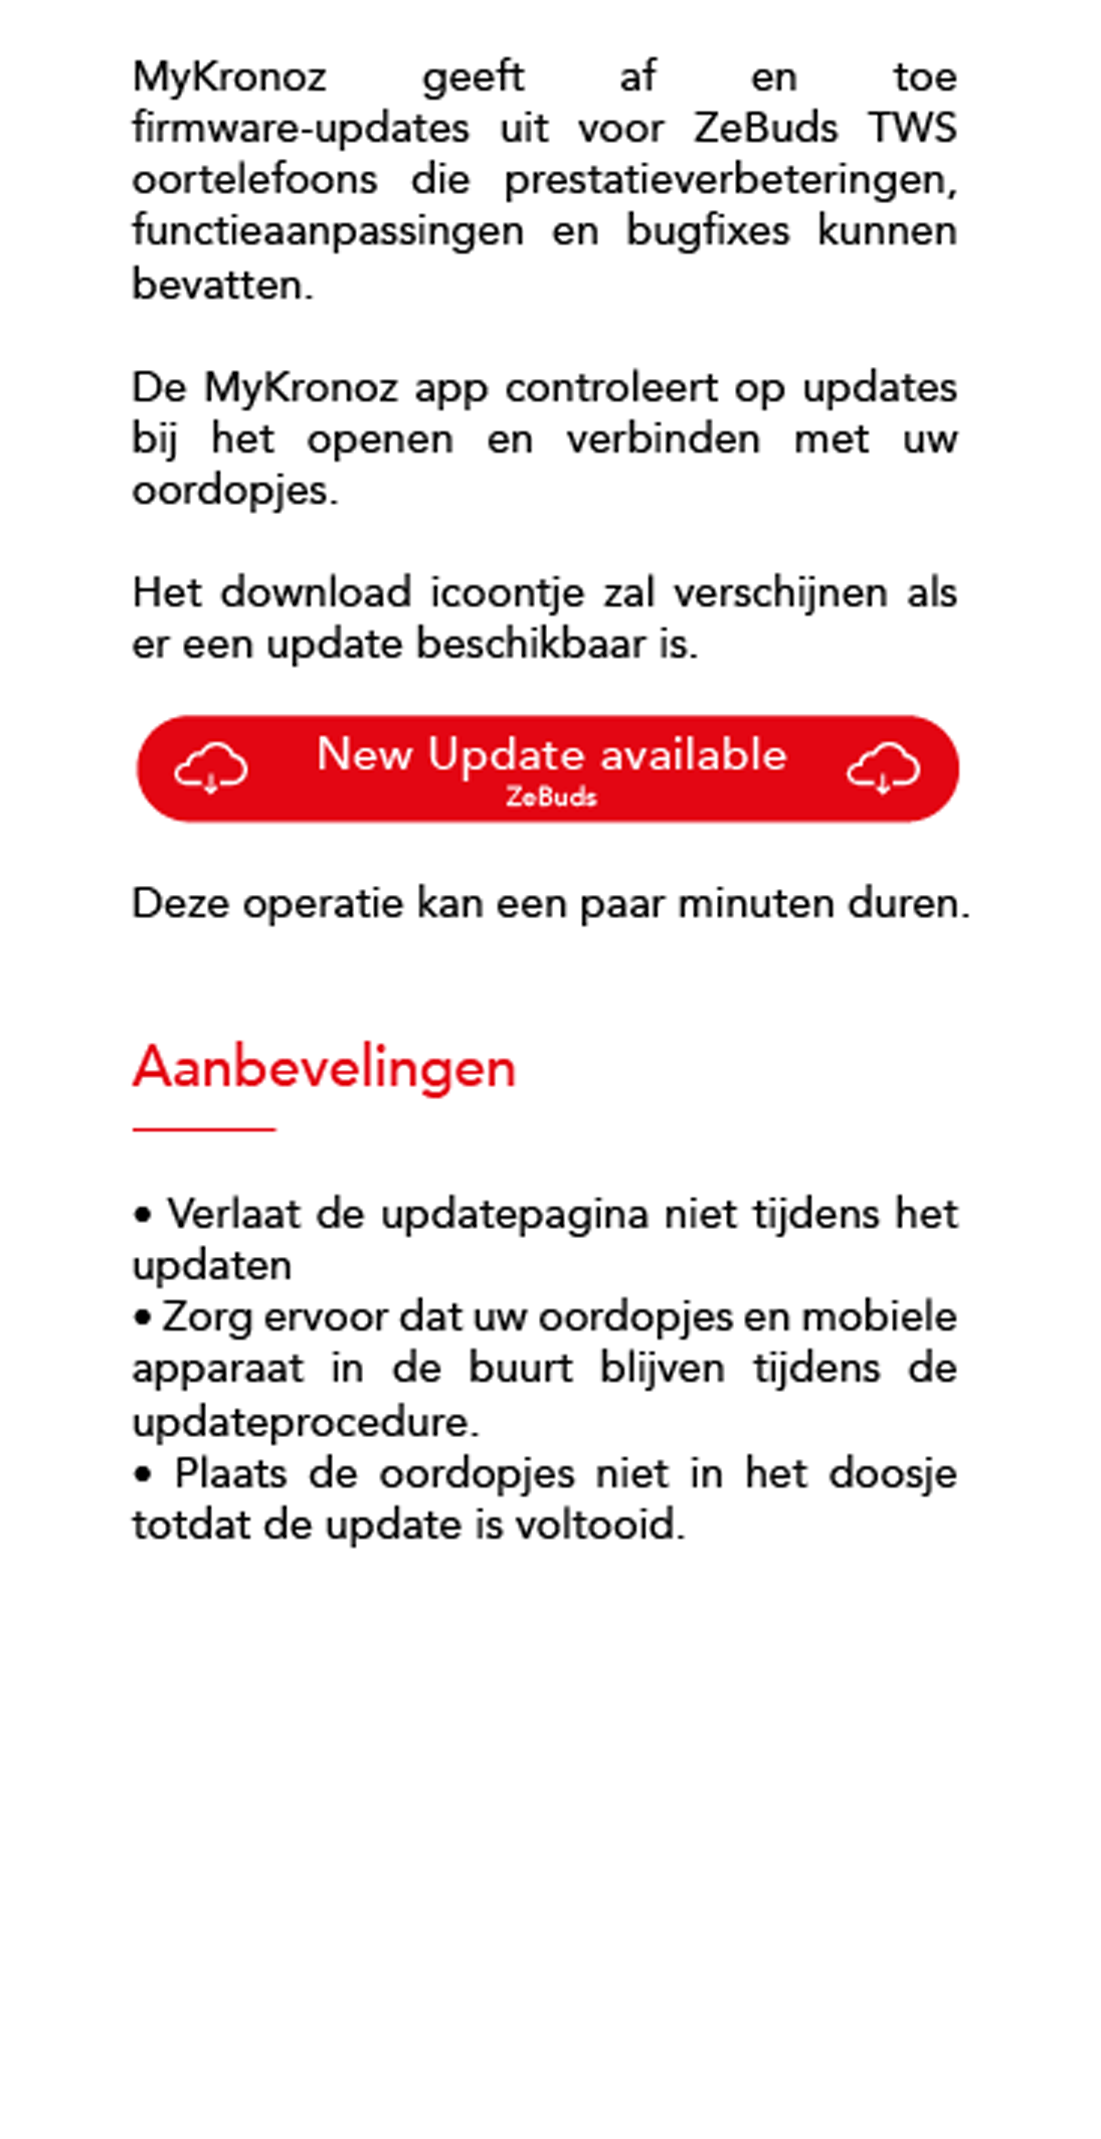 MyKronoz geeft af en toe
firmware-updates uit voor ZeBuds TWS
oortelefoons die prestatieverbeteringen,
functieaanpassingen en bugfixes kunnen
bevatten.
De MyKronoz app controleert op updates
bij het openen en verbinden met uw
oordopjes.
Het download icoontje zal verschijnen als
er een update beschikbaar is.
New Update available
ZeBuds
Deze operatie kan een paar minuten duren.
Aanbevelingen
• Verlaat de updatepagina niet tijdens het
updaten
• Zorg ervoor dat uw oordopjes en mobiele
apparaat in de buurt blijven tijdens de
updateprocedure.
• Plaats de oordopjes niet in het doosje
totdat de update is voltooid.